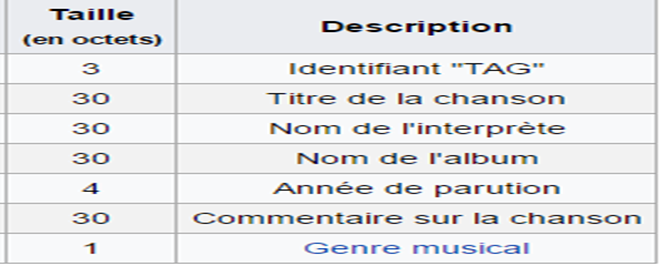 Taille Description
(en octets)
3 Identifiant "TAG"
30 Titre de la chanson
30 Nom de l'interprète
30 Nom de l'album
4 Année de parution
30 Commentaire sur la chanson
1 Genre musical